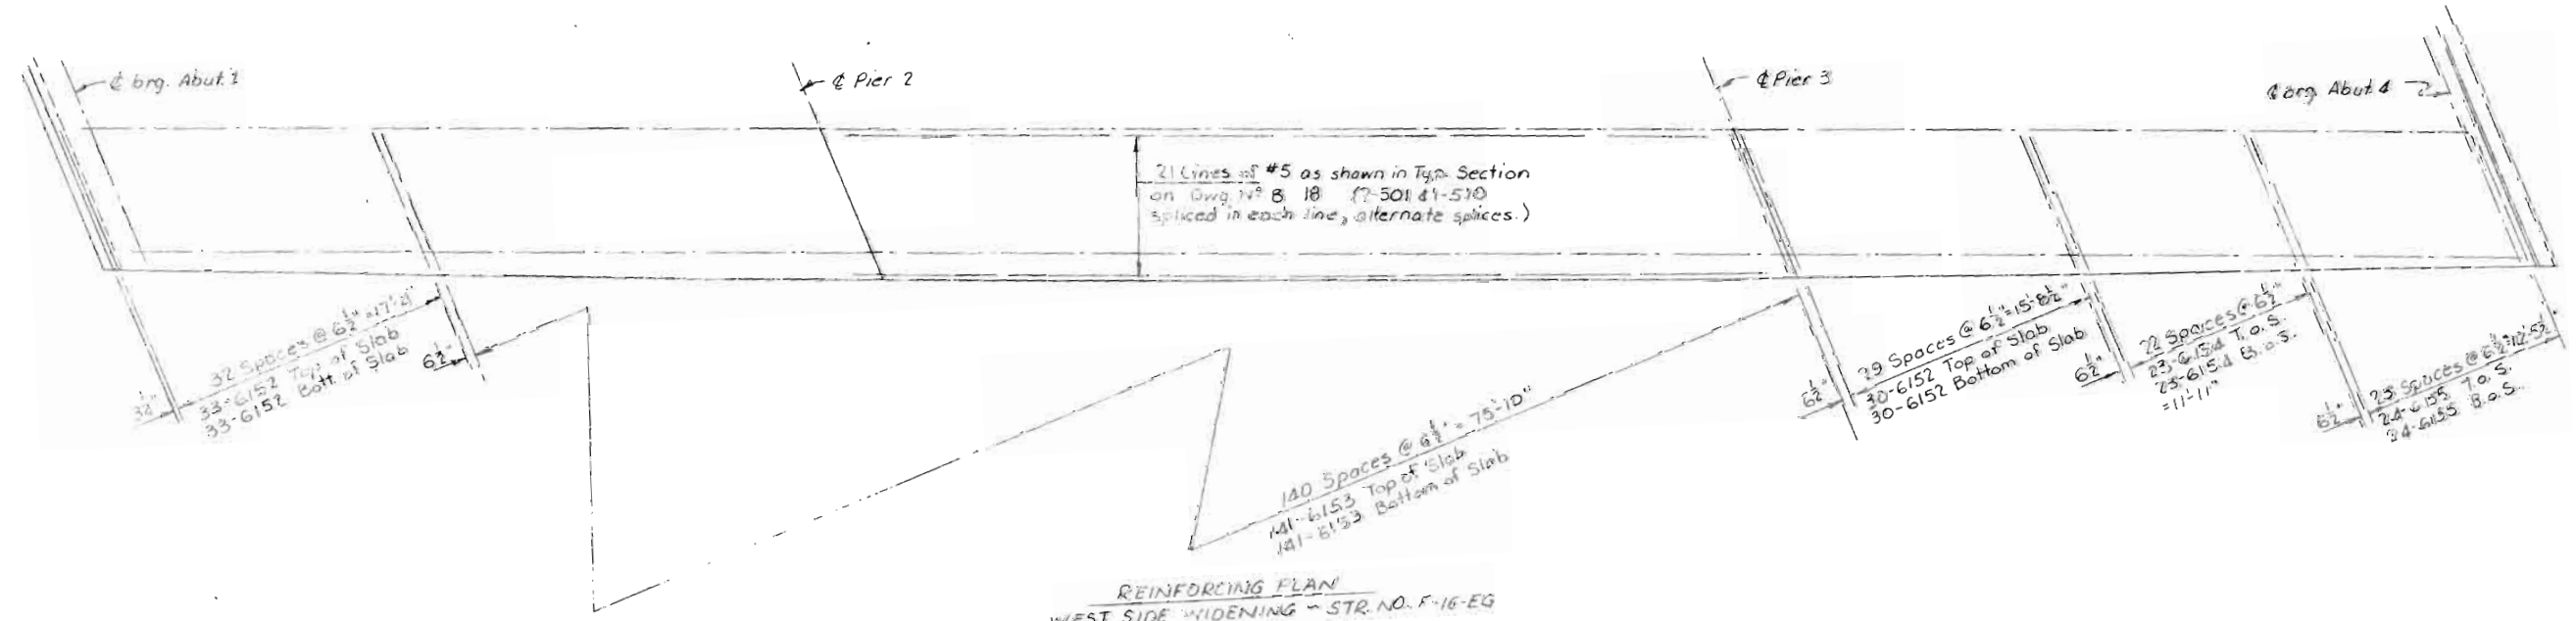 ℄ brg. Abut. 1
℄ Pier 2
℄ Pier 3
℄ brg. Abut 4
21 Lines of #5 as shown in Typ. Section
on Dwg. Nº B 18
spliced in each line, alternate splices.)
3¼"
32 Spaces @ 6½" = 17'-4"
33-6152 Top of Slab
33-6152 Bott. of Slab
6½"
140 Spaces @ 6½" = 75'-10"
141-6153 Top of Slab
141-6153 Bottom of Slab
6½"
29 Spaces @ 6½" = 15'-8½"
30-6152 Top of Slab
30-6152 Bottom of Slab
6½"
22 Spaces @ 6½"
23-6154 T.o.S.
23-6154 B.o.S.
=11'-11"
6½"
23 Spaces @ 6½" = 12'-5½"
24-6155 T.o.S.
24-6155 B.o.S.
REINFORCING PLAN
WEST SIDE WIDENING ~ STR. NO. F-16-EG